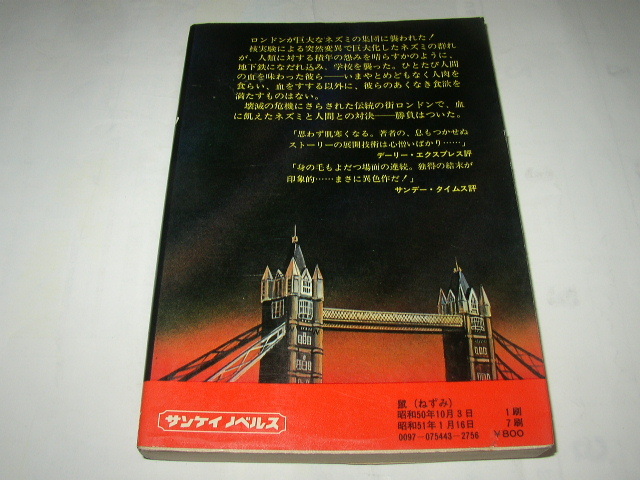 ロンドンが巨大なネズミの集団に襲われた！
核実験による突然変異で巨大化したネズミの群れ
が、人類に対する積年の怨みを晴らすかのように、
地下鉄になだれ込み、学校を襲った。ひとたび人間
の血を味わった彼ら――いまやとめどもなく人肉を
食らい、血をすする以外に、彼らのあくなき食欲を
満たすものはない。
壊滅の危機にさらされた伝統の街ロンドンで、血
に飢えたネズミと人間との対決――勝負はついた。
「思わず肌寒くなる。著者の、息もつかせぬ
ストーリーの展開技術は心憎いばかり……」
デーリー・エクスプレス評
「身の毛もよだつ場面の連続。独得の結末が
印象的……まさに異色作だ！」
サンデー・タイムス評
サンケイノベルス
鼠（ねずみ）
昭和50年10月3日 1刷
昭和51年1月16日 7刷
0097-075443-2756 ￥800